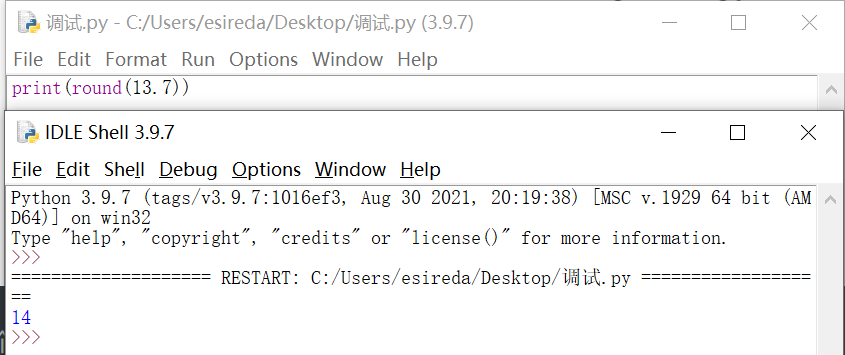 调试.py - C:/Users/esireda/Desktop/调试.py (3.9.7)
File Edit Format Run Options Window Help
print(round(13.7))
IDLE Shell 3.9.7
File Edit Shell Debug Options Window Help
Python 3.9.7 (tags/v3.9.7:1016ef3, Aug 30 2021, 20:19:38) [MSC v.1929 64 bit (AM
D64)] on win32
Type "help", "copyright", "credits" or "license()" for more information.
>>>
==================== RESTART: C:/Users/esireda/Desktop/调试.py =================
==
14
>>>